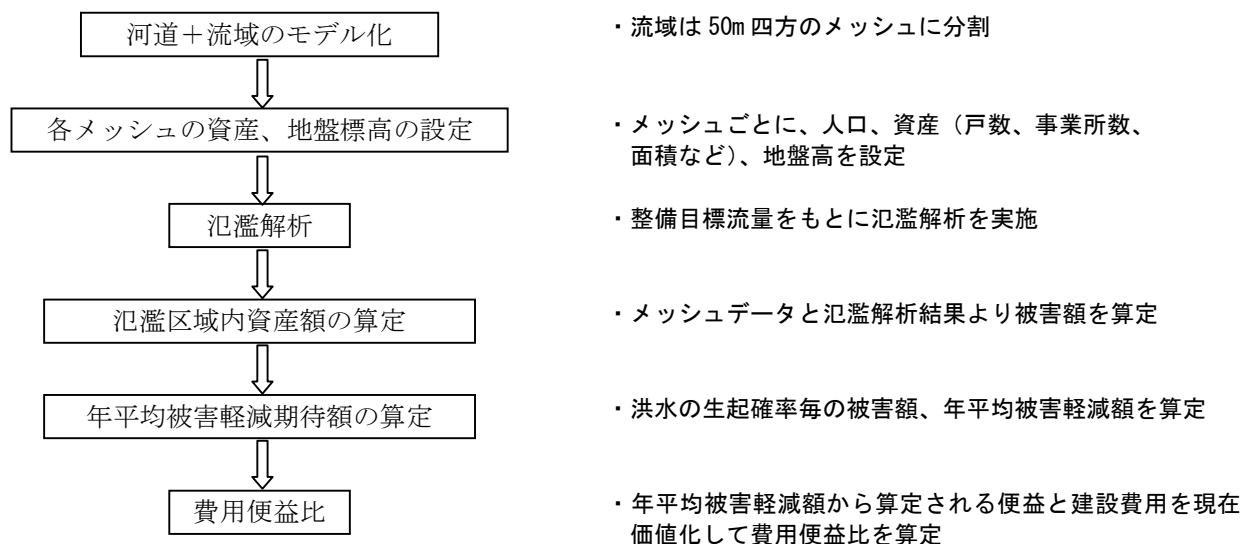 河道＋流域のモデル化
・流域は 50m 四方のメッシュに分割
各メッシュの資産、地盤標高の設定
・メッシュごとに、人口、資産（戸数、事業所数、
面積など）、地盤高を設定
氾濫解析
・整備目標流量をもとに氾濫解析を実施
氾濫区域内資産額の算定
・メッシュデータと氾濫解析結果より被害額を算定
年平均被害軽減期待額の算定
・洪水の生起確率毎の被害額、年平均被害軽減額を算定
費用便益比
・年平均被害軽減額から算定される便益と建設費用を現在
価値化して費用便益比を算定